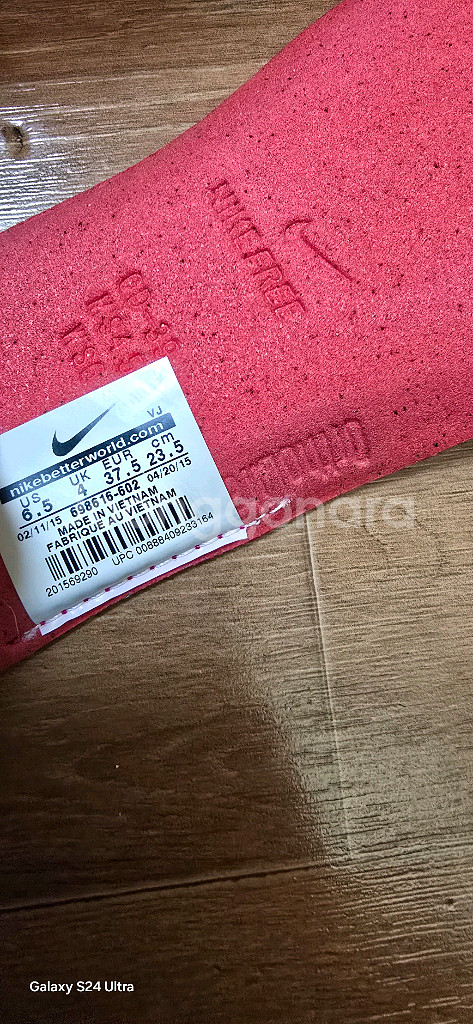 NIKE FREE
VJ
nikebetterworld.com
US UK EUR cm
6.5 4 37.5 23.5
698616-602
02/11/15 04/20/15
MADE IN VIETNAM
FABRIQUE AU VIETNAM
201569290 UPC 00888409233164
Galaxy S24 Ultra